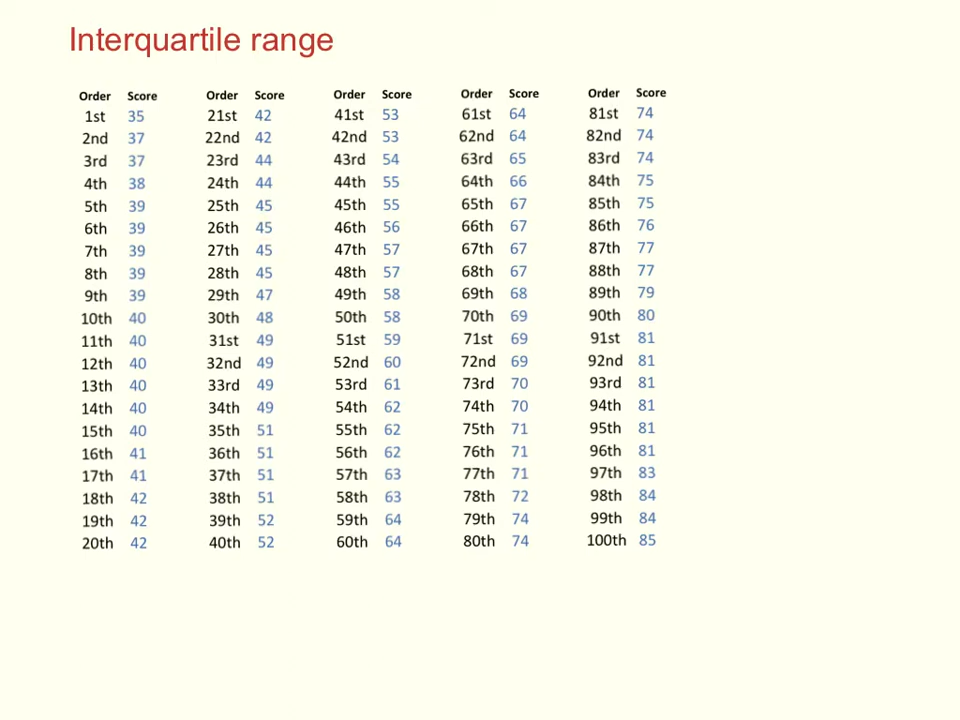 Interquartile range
Order Score Order Score Order Score Order Score Order Score
1st 35 21st 42 41st 53 61st 64 81st 74
2nd 37 22nd 42 42nd 53 62nd 64 82nd 74
3rd 37 23rd 44 43rd 54 63rd 65 83rd 74
4th 38 24th 44 44th 55 64th 66 84th 75
5th 39 25th 45 45th 55 65th 67 85th 75
6th 39 26th 45 46th 56 66th 67 86th 76
7th 39 27th 45 47th 57 67th 67 87th 77
8th 39 28th 45 48th 57 68th 67 88th 77
9th 39 29th 47 49th 58 69th 68 89th 79
10th 40 30th 48 50th 58 70th 69 90th 80
11th 40 31st 49 51st 59 71st 69 91st 81
12th 40 32nd 49 52nd 60 72nd 69 92nd 81
13th 40 33rd 49 53rd 61 73rd 70 93rd 81
14th 40 34th 49 54th 62 74th 70 94th 81
15th 40 35th 51 55th 62 75th 71 95th 81
16th 41 36th 51 56th 62 76th 71 96th 81
17th 41 37th 51 57th 63 77th 71 97th 83
18th 42 38th 51 58th 63 78th 72 98th 84
19th 42 39th 52 59th 64 79th 74 99th 84
20th 42 40th 52 60th 64 80th 74 100th 85